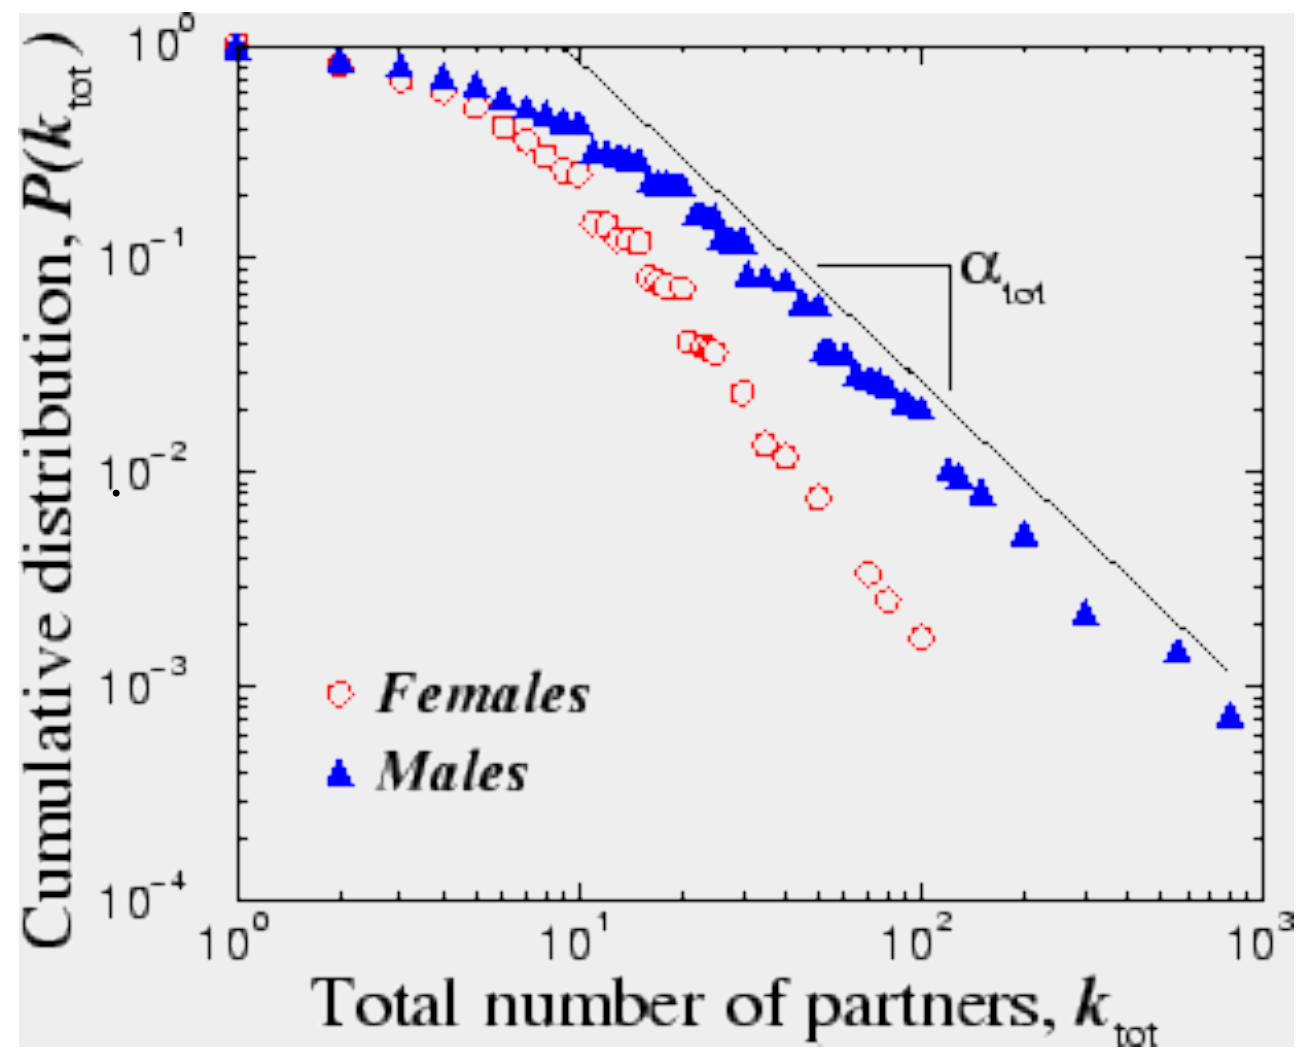 Cumulative distribution, P(k_tot)
10^0
10^-1
10^-2
10^-3
10^-4
α_tot
Females
Males
10^0 10^1 10^2 10^3
Total number of partners, k_tot